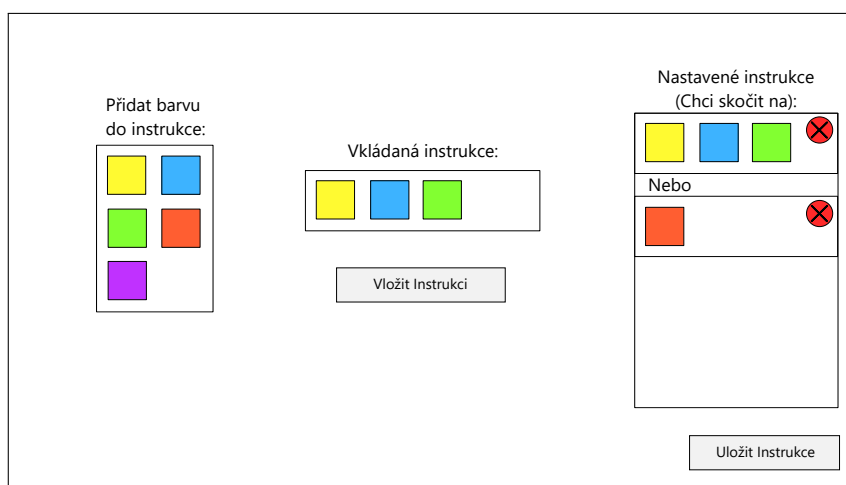 Přidat barvu
do instrukce:
Vkládaná instrukce:
Vložit Instrukci
Nastavené instrukce
(Chci skočit na):
Nebo
Uložit Instrukce